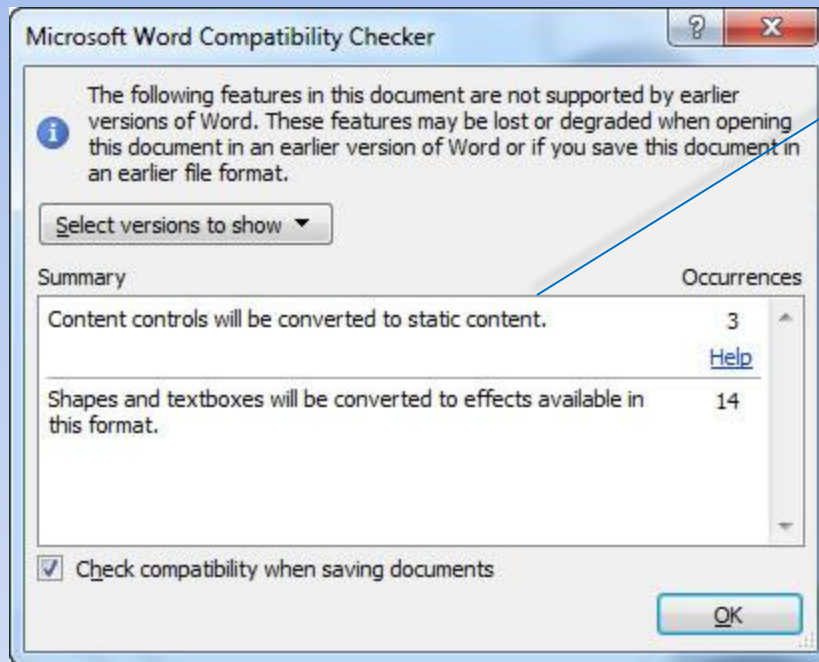 Microsoft Word Compatibility Checker
?
The following features in this document are not supported by earlier
versions of Word. These features may be lost or degraded when opening
this document in an earlier version of Word or if you save this document in
an earlier file format.
Select versions to show
Summary Occurrences
Content controls will be converted to static content. 3
Help
Shapes and textboxes will be converted to effects available in 14
this format.
Check compatibility when saving documents
OK